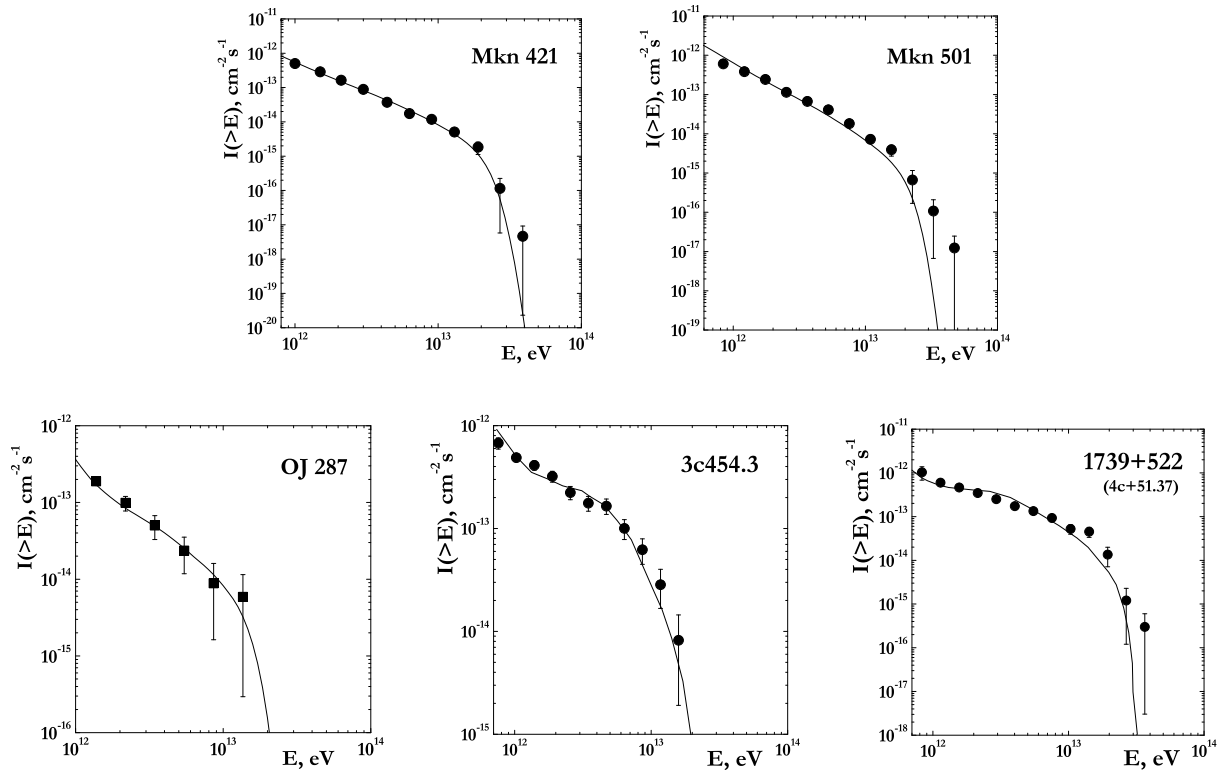 Mkn 421
I(>E), cm⁻² s⁻¹
10⁻¹¹
10⁻¹²
10⁻¹³
10⁻¹⁴
10⁻¹⁵
10⁻¹⁶
10⁻¹⁷
10⁻¹⁸
10⁻¹⁹
10⁻²⁰
10¹² 10¹³ 10¹⁴
E, eV
Mkn 501
I(>E), cm⁻² s⁻¹
10⁻¹¹
10⁻¹²
10⁻¹³
10⁻¹⁴
10⁻¹⁵
10⁻¹⁶
10⁻¹⁷
10⁻¹⁸
10⁻¹⁹
10¹² 10¹³ 10¹⁴
E, eV
OJ 287
I(>E), cm⁻² s⁻¹
10⁻¹²
10⁻¹³
10⁻¹⁴
10⁻¹⁵
10⁻¹⁶
10¹² 10¹³ 10¹⁴
E, eV
3c454.3
I(>E), cm⁻² s⁻¹
10⁻¹²
10⁻¹³
10⁻¹⁴
10⁻¹⁵
10¹² 10¹³ 10¹⁴
E, eV
1739+522
(4c+51.37)
I(>E), cm⁻² s⁻¹
10⁻¹¹
10⁻¹²
10⁻¹³
10⁻¹⁴
10⁻¹⁵
10⁻¹⁶
10⁻¹⁷
10⁻¹⁸
10¹² 10¹³ 10¹⁴
E, eV